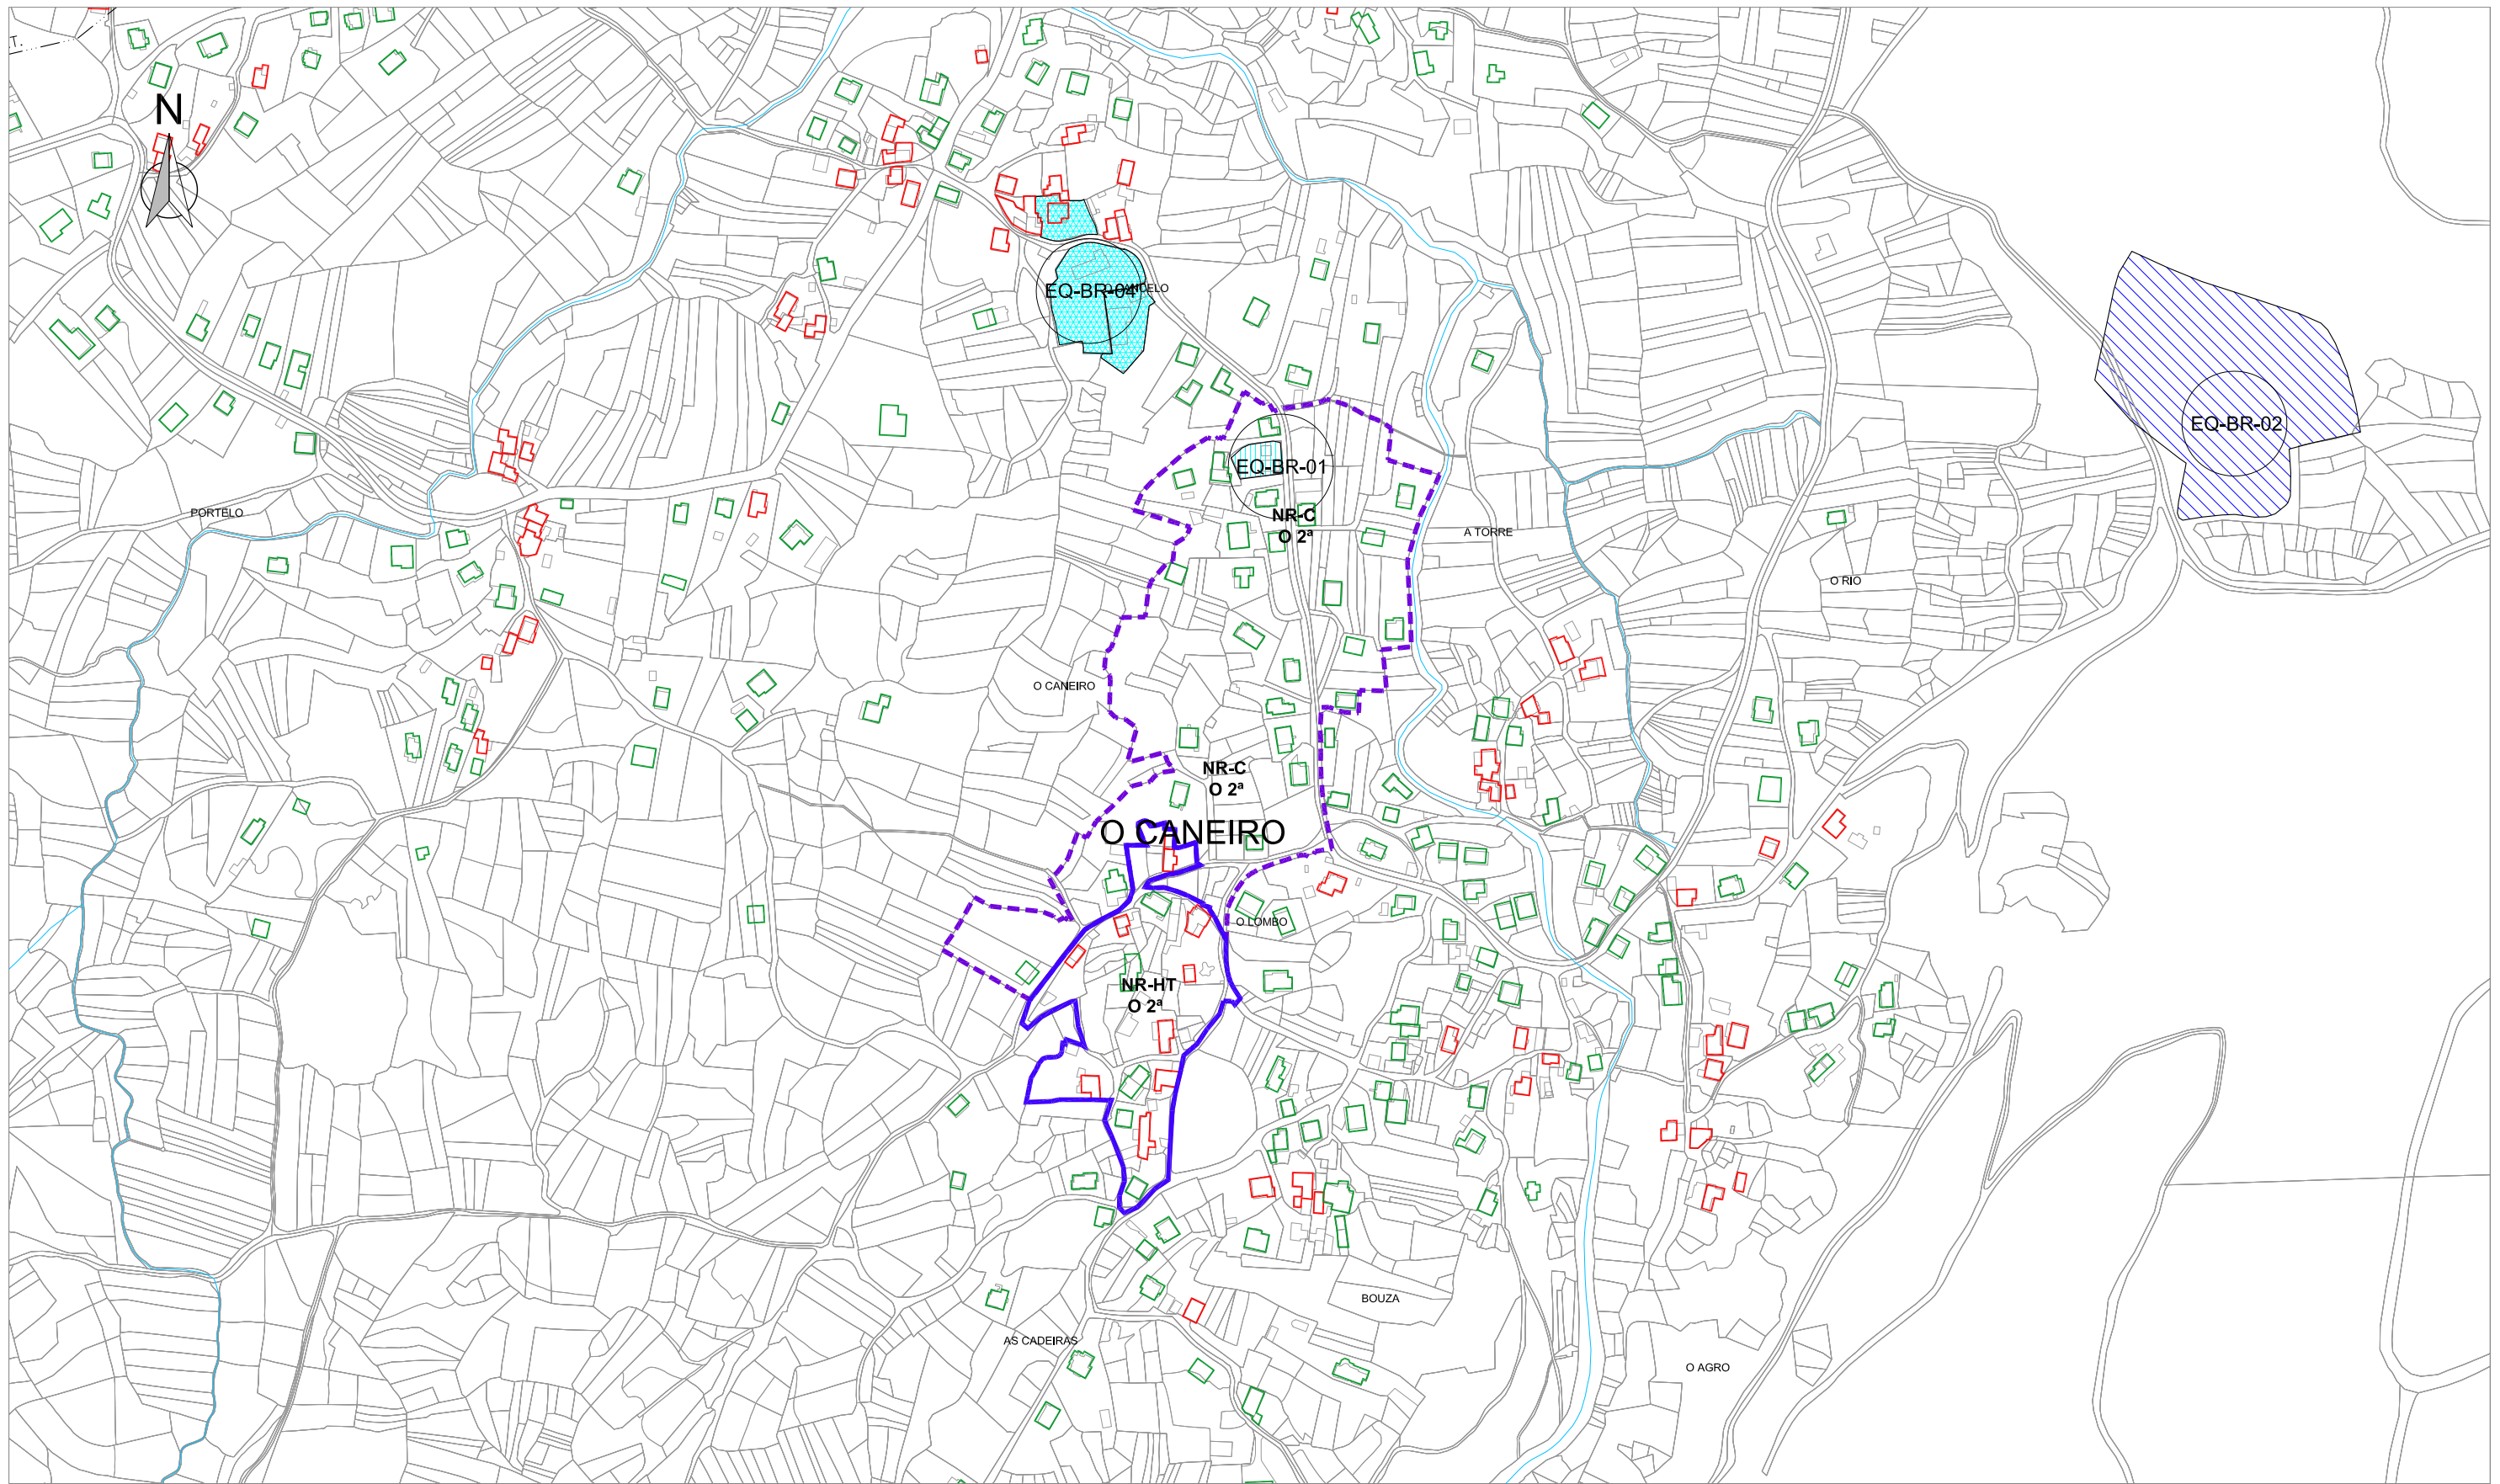 T.
N
EQ-BR-04
EQ-BR-02
EQ-BR-01
PORTELO
NR-C
O 2ª
A TORRE
O RIO
O CANEIRO
NR-C
O 2ª
O CANEIRO
O LOMBO
NR-HT
O 2ª
BOUZA
AS CADEIRAS
O AGRO